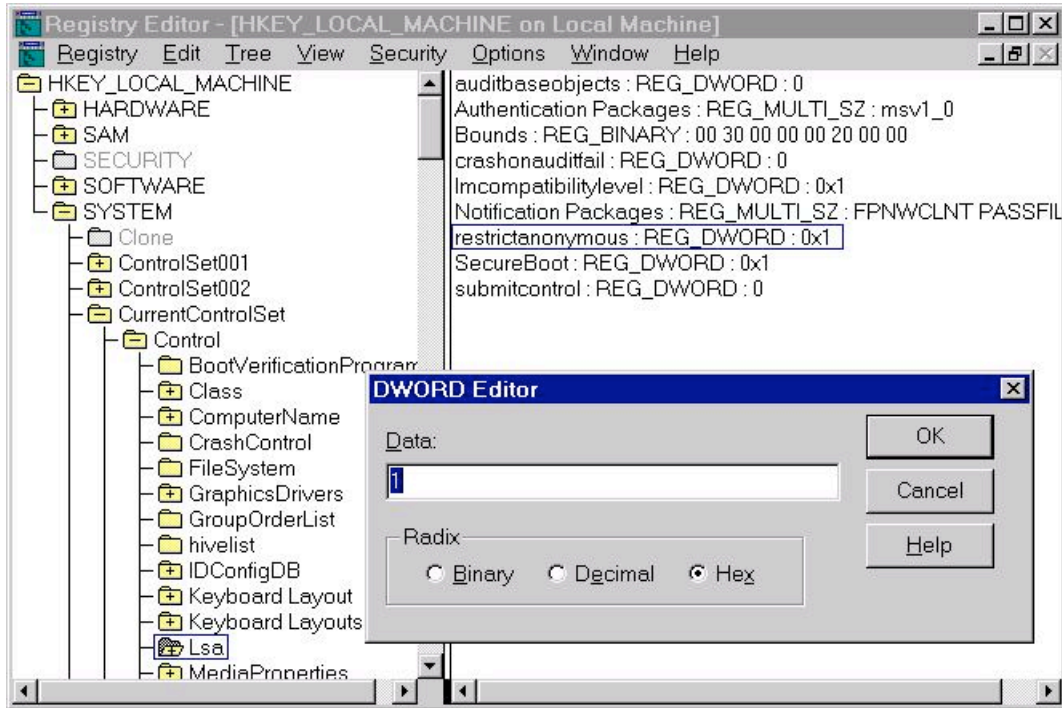 Registry Editor - [HKEY_LOCAL_MACHINE on Local Machine]
Registry Edit Tree View Security Options Window Help
HKEY_LOCAL_MACHINE
HARDWARE
SAM
SECURITY
SOFTWARE
SYSTEM
Clone
ControlSet001
ControlSet002
CurrentControlSet
Control
BootVerificationProgram
Class
ComputerName
CrashControl
FileSystem
GraphicsDrivers
GroupOrderList
hivelist
IDConfigDB
Keyboard Layout
Keyboard Layouts
Lsa
MediaProperties
auditbaseobjects : REG_DWORD : 0
Authentication Packages : REG_MULTI_SZ : msv1_0
Bounds : REG_BINARY : 00 30 00 00 00 20 00 00
crashonauditfail : REG_DWORD : 0
lmcompatibilitylevel : REG_DWORD : 0x1
Notification Packages : REG_MULTI_SZ : FPNWCLNT PASSFIL
restrictanonymous : REG_DWORD : 0x1
SecureBoot : REG_DWORD : 0x1
submitcontrol : REG_DWORD : 0
DWORD Editor
Data:
1
Radix
Binary Decimal Hex
OK
Cancel
Help